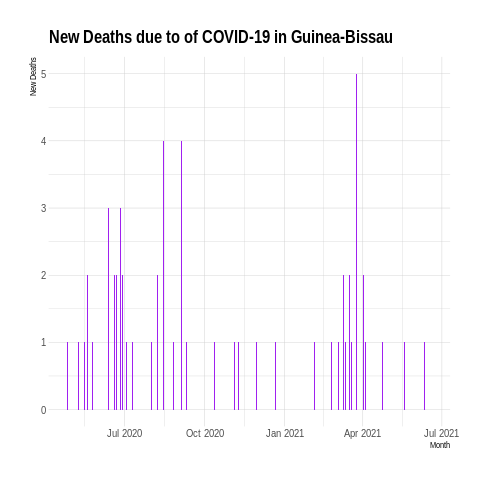 New Deaths due to of COVID-19 in Guinea-Bissau
New Deaths
5
4
3
2
1
0
Jul 2020 Oct 2020 Jan 2021 Apr 2021 Jul 2021
Month